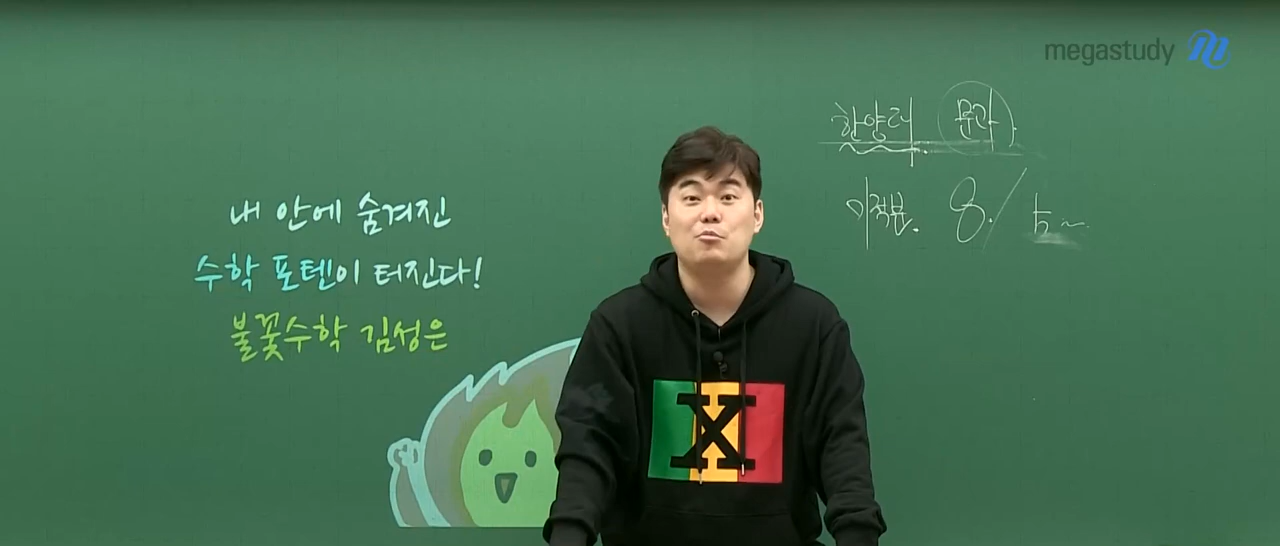 megastudy
한양대 문과
미적분. 8. / 5~
내 안에 숨겨진
수학 포텐이 터진다!
불꽃수학 김성은
X